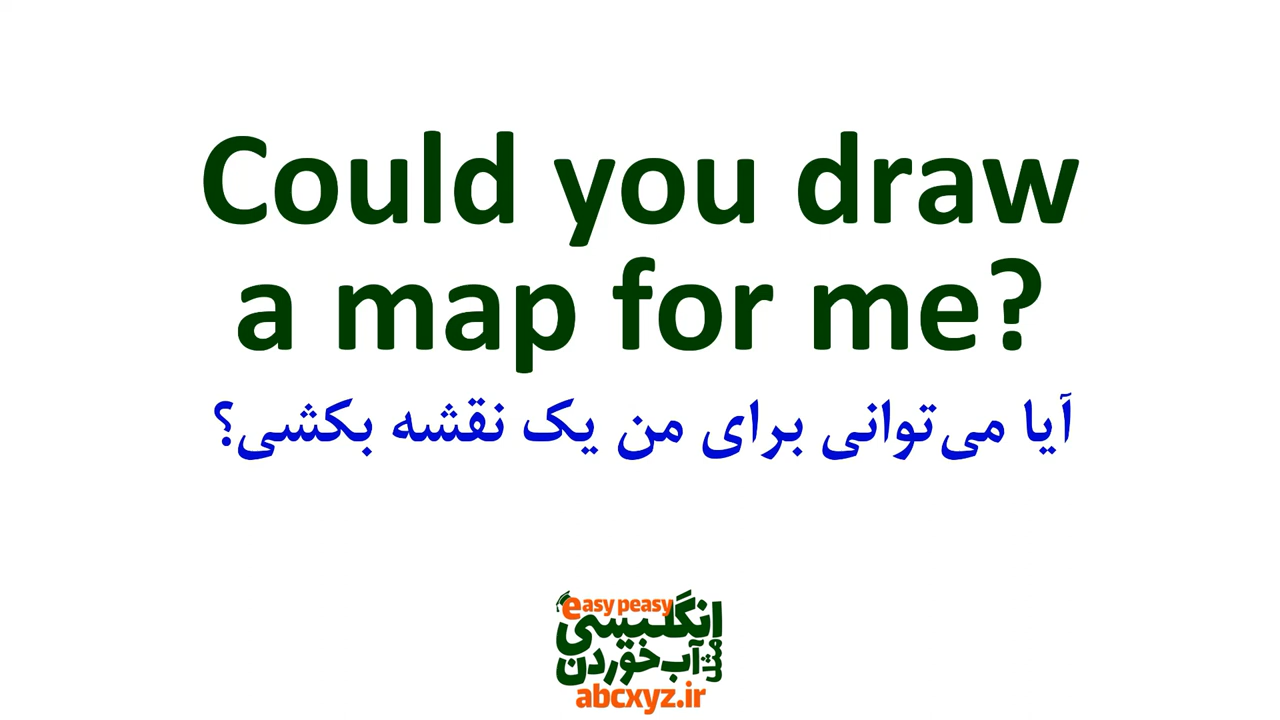 Could you draw
a map for me?
آیا می‌توانی برای من یک نقشه بکشی؟
easy peasy
انگلیسی
مثل آب خوردن
abcxyz.ir